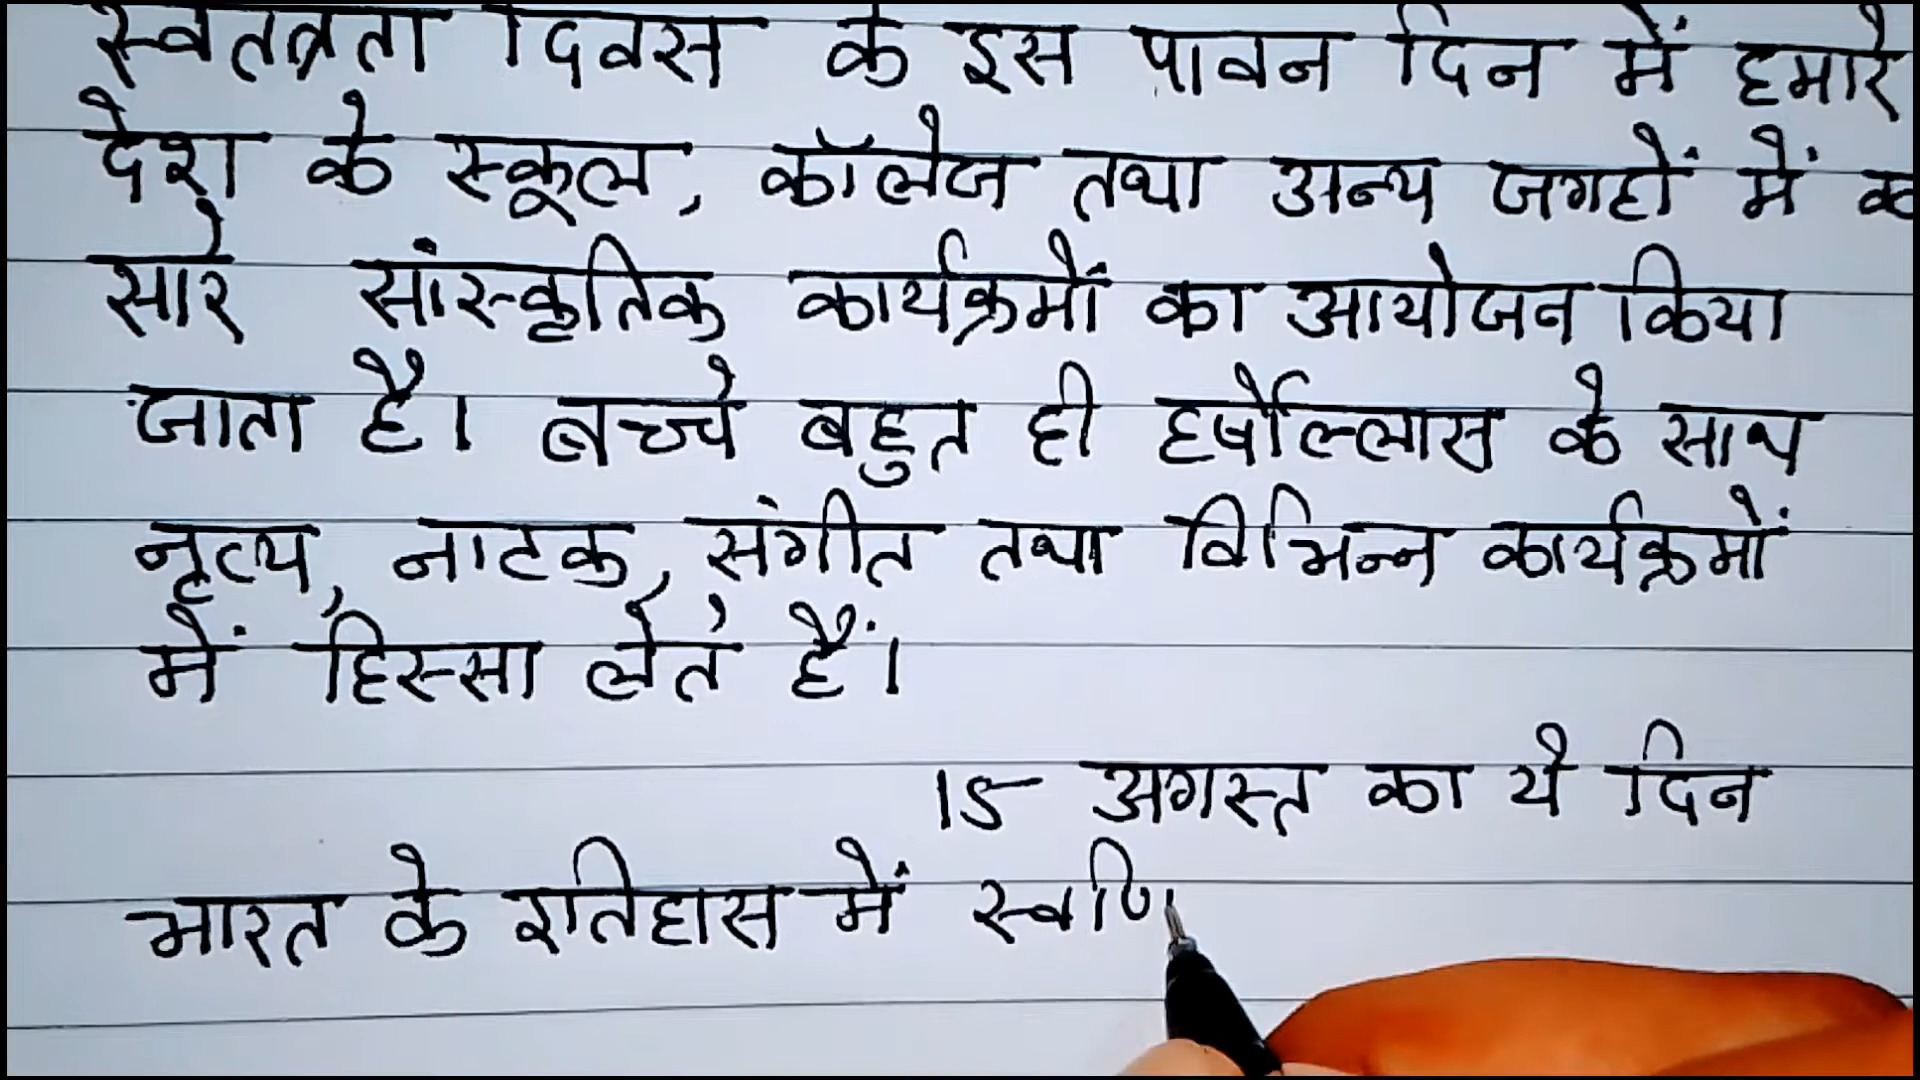 स्वतंत्रता दिवस के इस पावन दिन में हमारे
देश के स्कूल, कॉलेज तथा अन्य जगहों में
सारे सांस्कृतिक कार्यक्रमों का आयोजन किया
जाता है। बच्चे बहुत ही हर्षोल्लास के साथ
नृत्य, नाटक, संगीत तथा विभिन्न कार्यक्रमों
में हिस्सा लेते हैं।
15 अगस्त का ये दिन
भारत के इतिहास में स्वणि